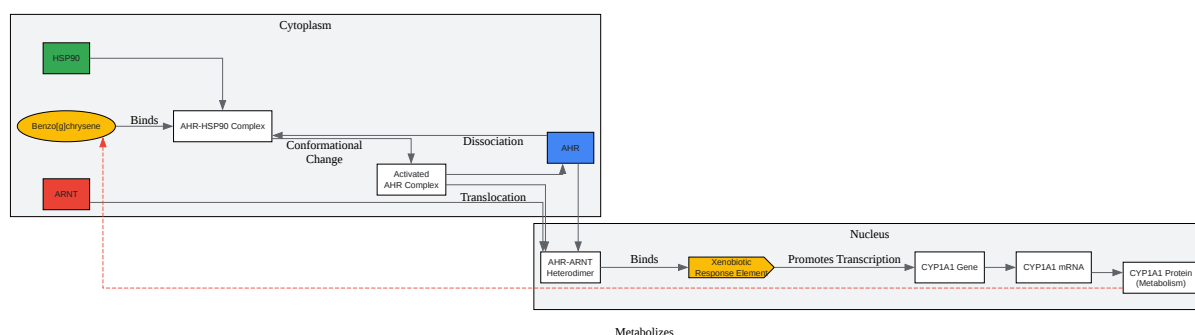 Cytoplasm
HSP90
Benzo[g]chrysene
Binds
AHR-HSP90 Complex
Conformational
Change
Dissociation
AHR
Activated
AHR Complex
ARNT
Translocation
Nucleus
AHR-ARNT
Heterodimer
Binds
Xenobiotic
Response Element
Promotes Transcription
CYP1A1 Gene
CYP1A1 mRNA
CYP1A1 Protein
(Metabolism)
Metabolizes